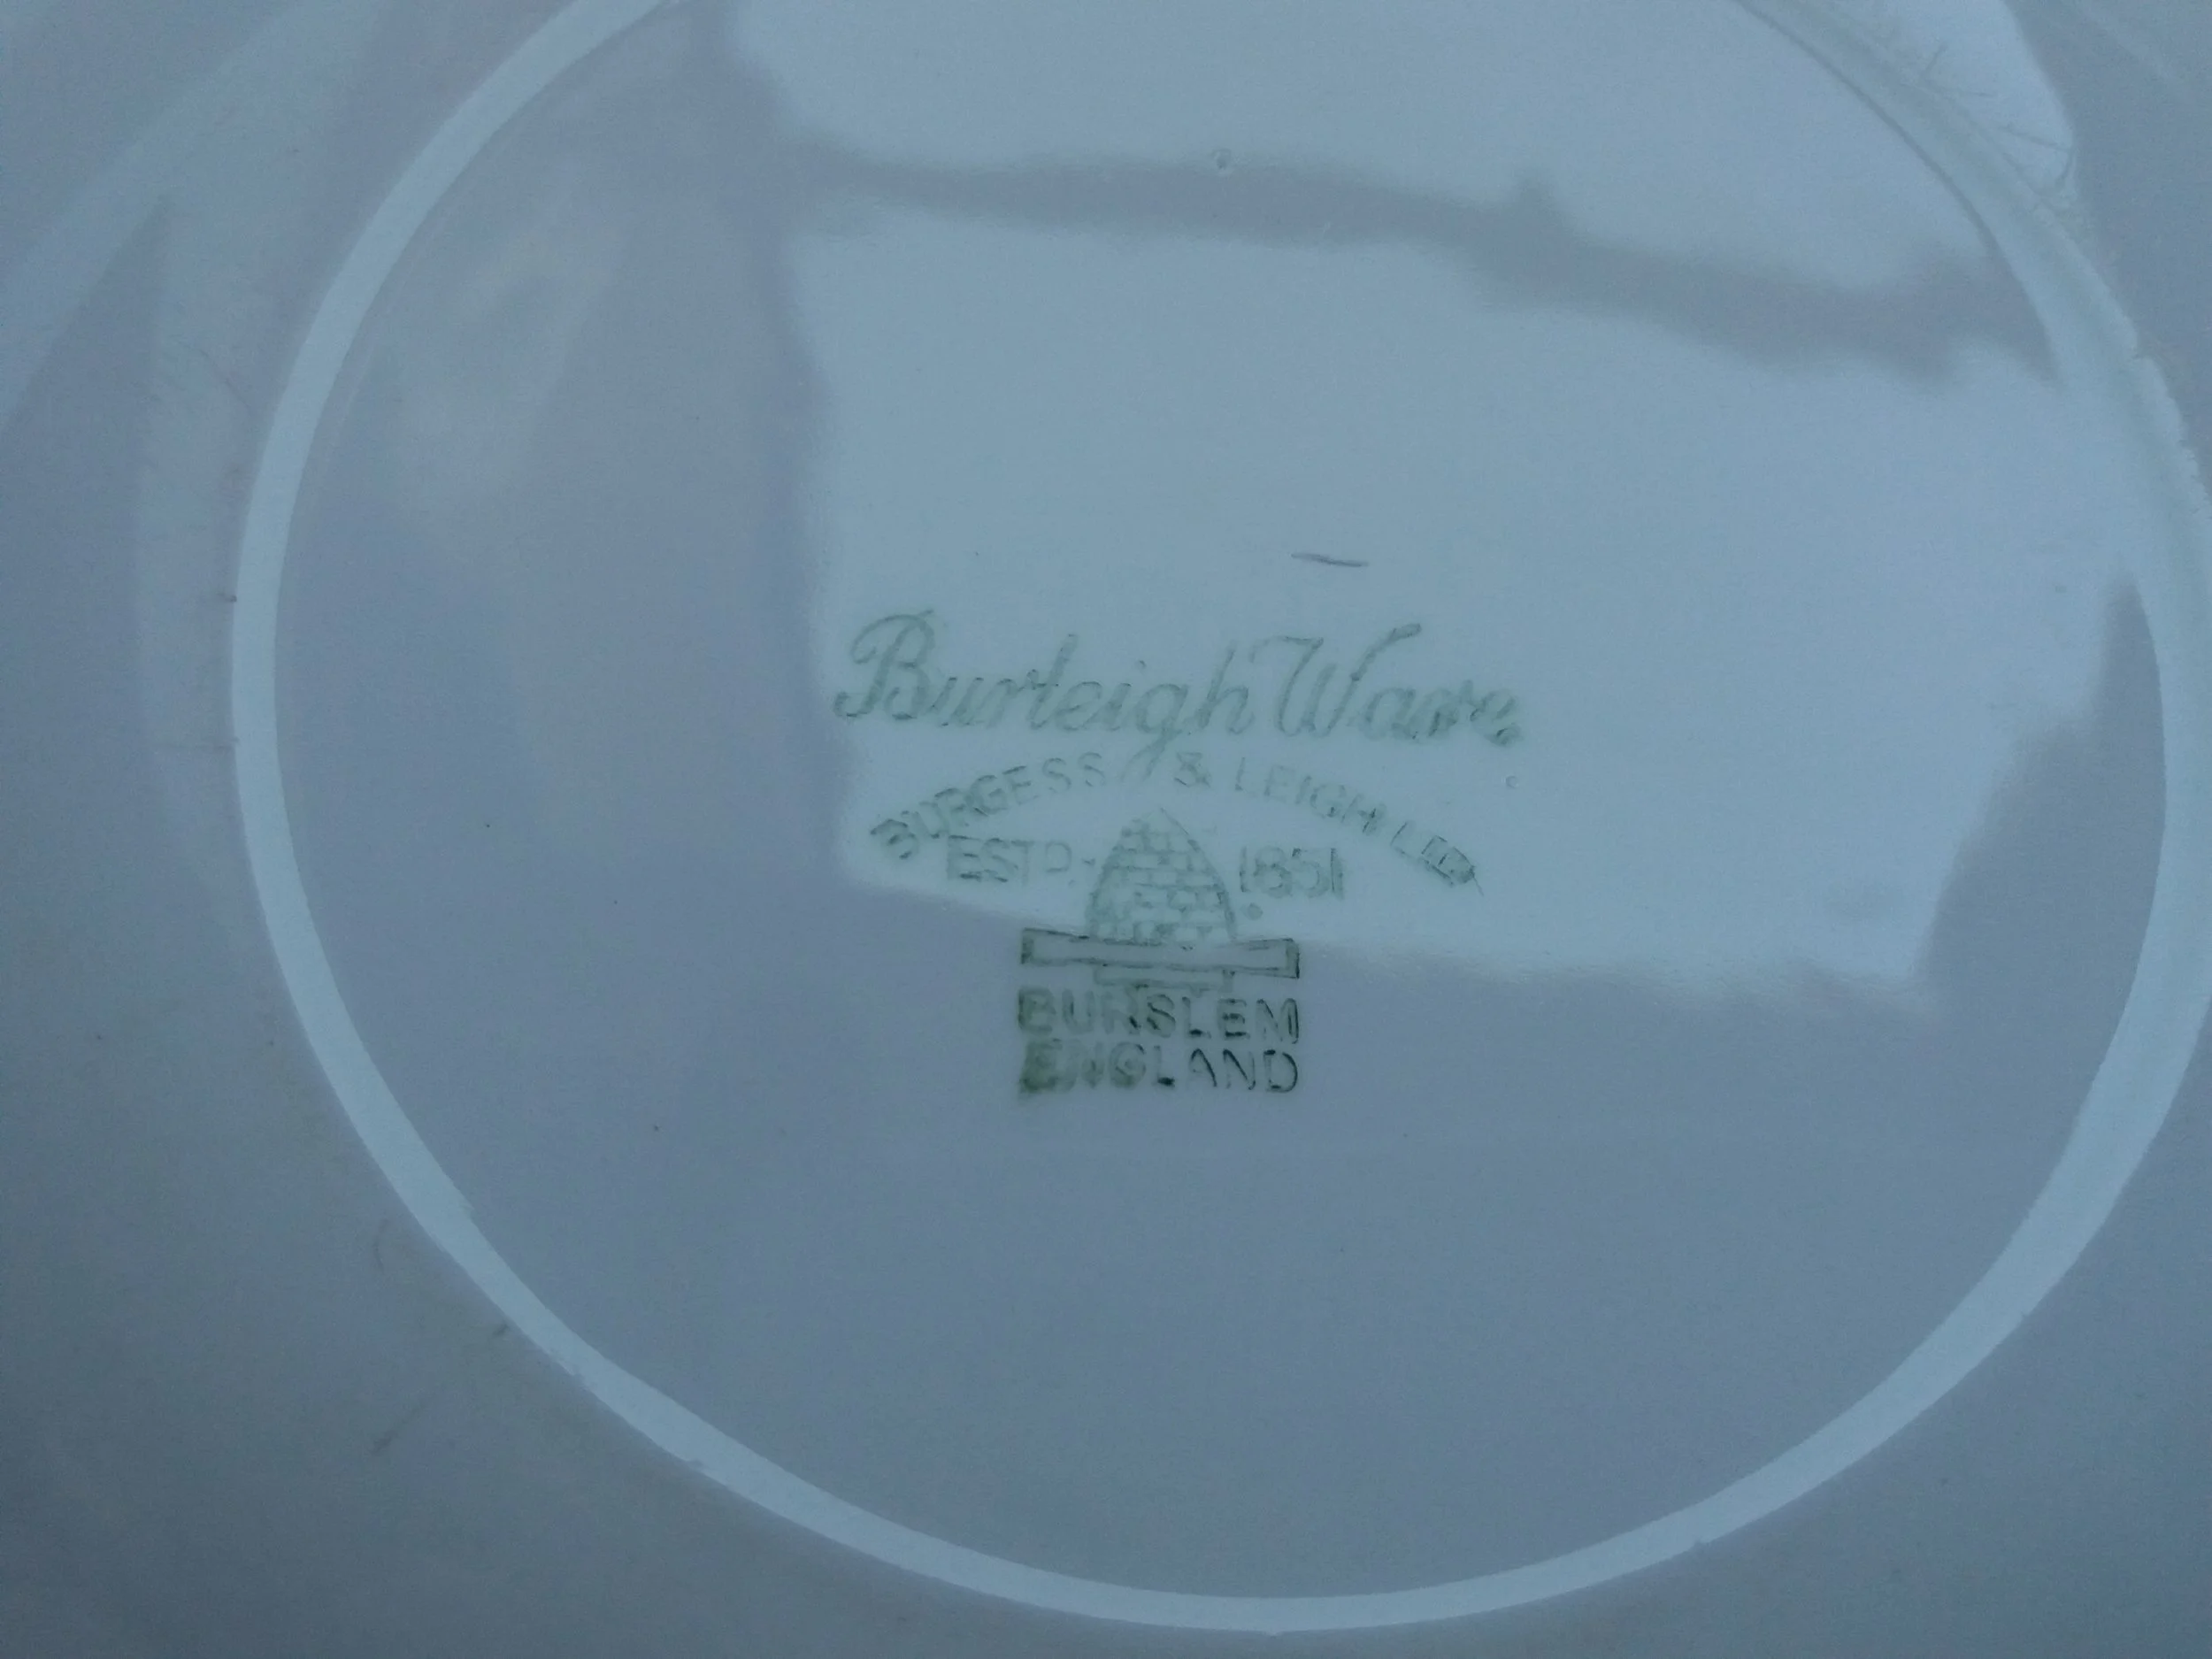 Burleigh Ware
BURGESS & LEIGH LTD
ESTD. 1851
BURSLEM
ENGLAND